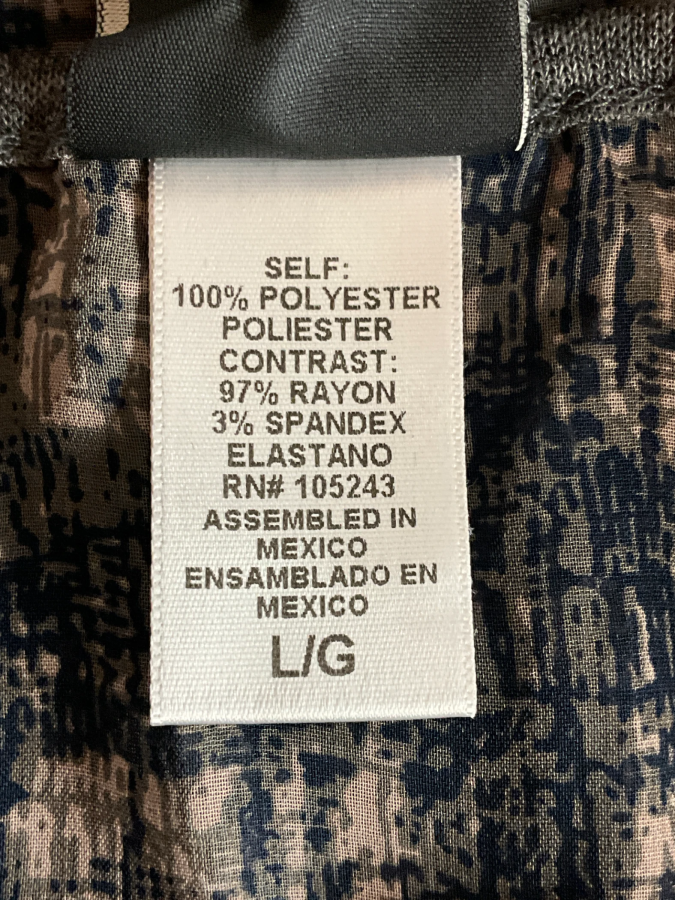 SELF:
100% POLYESTER
POLIESTER
CONTRAST:
97% RAYON
3% SPANDEX
ELASTANO
RN# 105243
ASSEMBLED IN
MEXICO
ENSAMBLADO EN
MEXICO
L/G